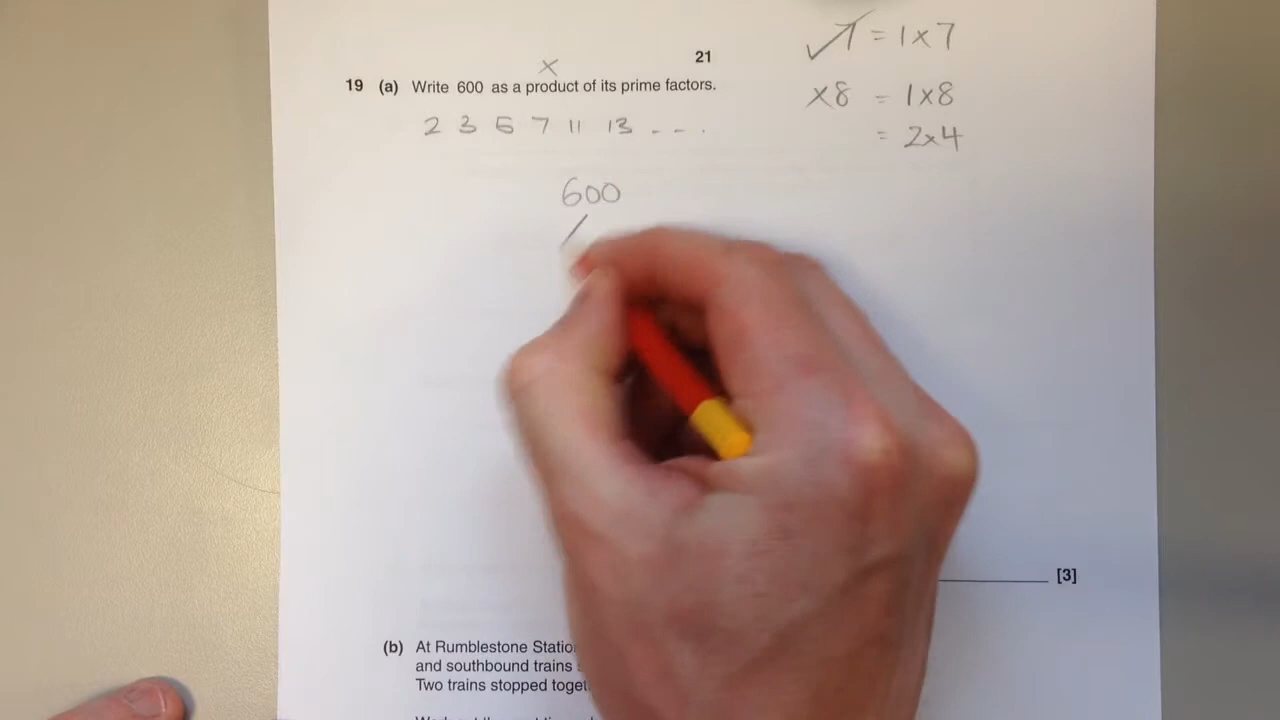 21
✓ 7 = 1 x 7
x
19 (a) Write 600 as a product of its prime factors.
x 8 = 1 x 8
= 2 x 4
2 3 5 7 11 13 - - .
600
[3]
(b) At Rumblestone Statio
and southbound trains
Two trains stopped toget